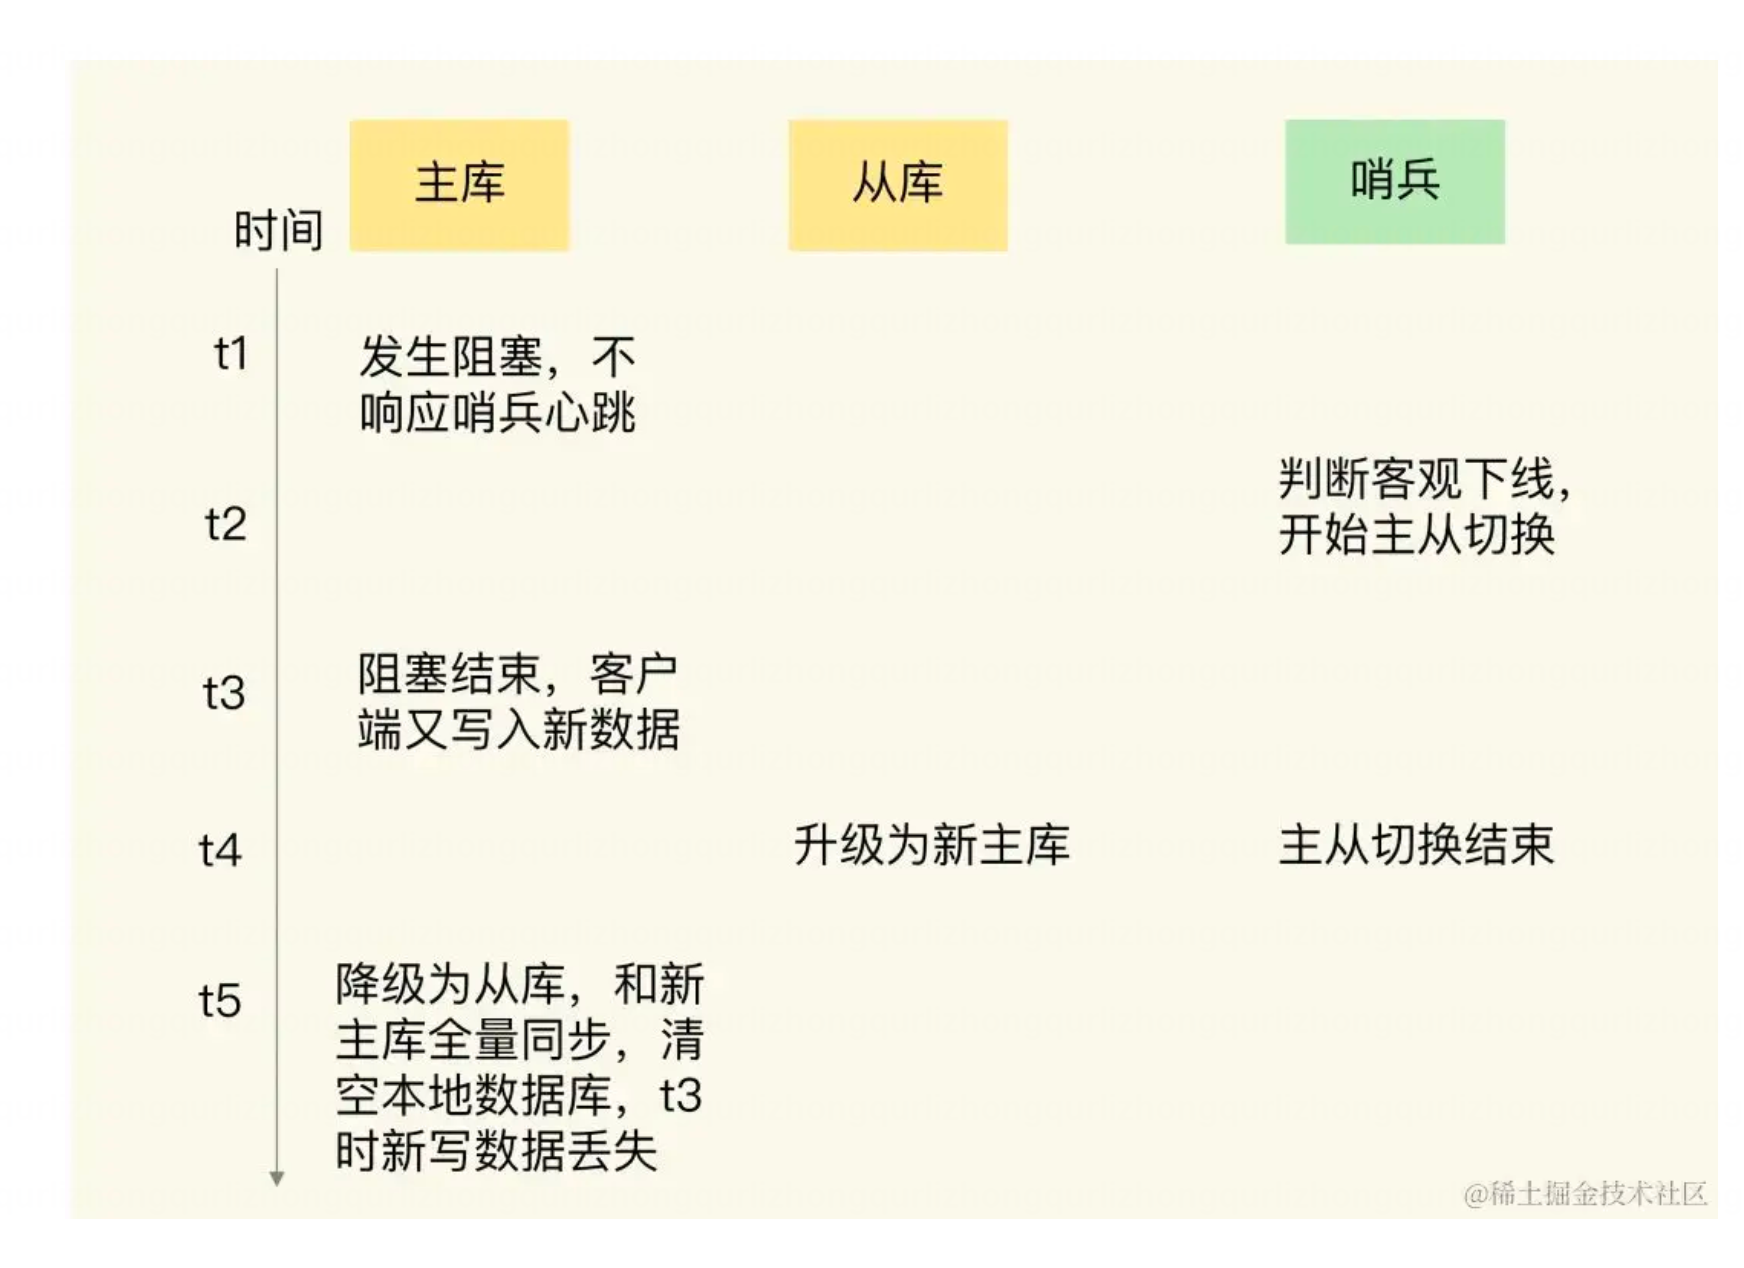 主库
从库
哨兵
时间
t1
发生阻塞，不
响应哨兵心跳
t2
判断客观下线，
开始主从切换
t3
阻塞结束，客户
端又写入新数据
t4
升级为新主库
主从切换结束
t5
降级为从库，和新
主库全量同步，清
空本地数据库，t3
时新写数据丢失
@稀土掘金技术社区